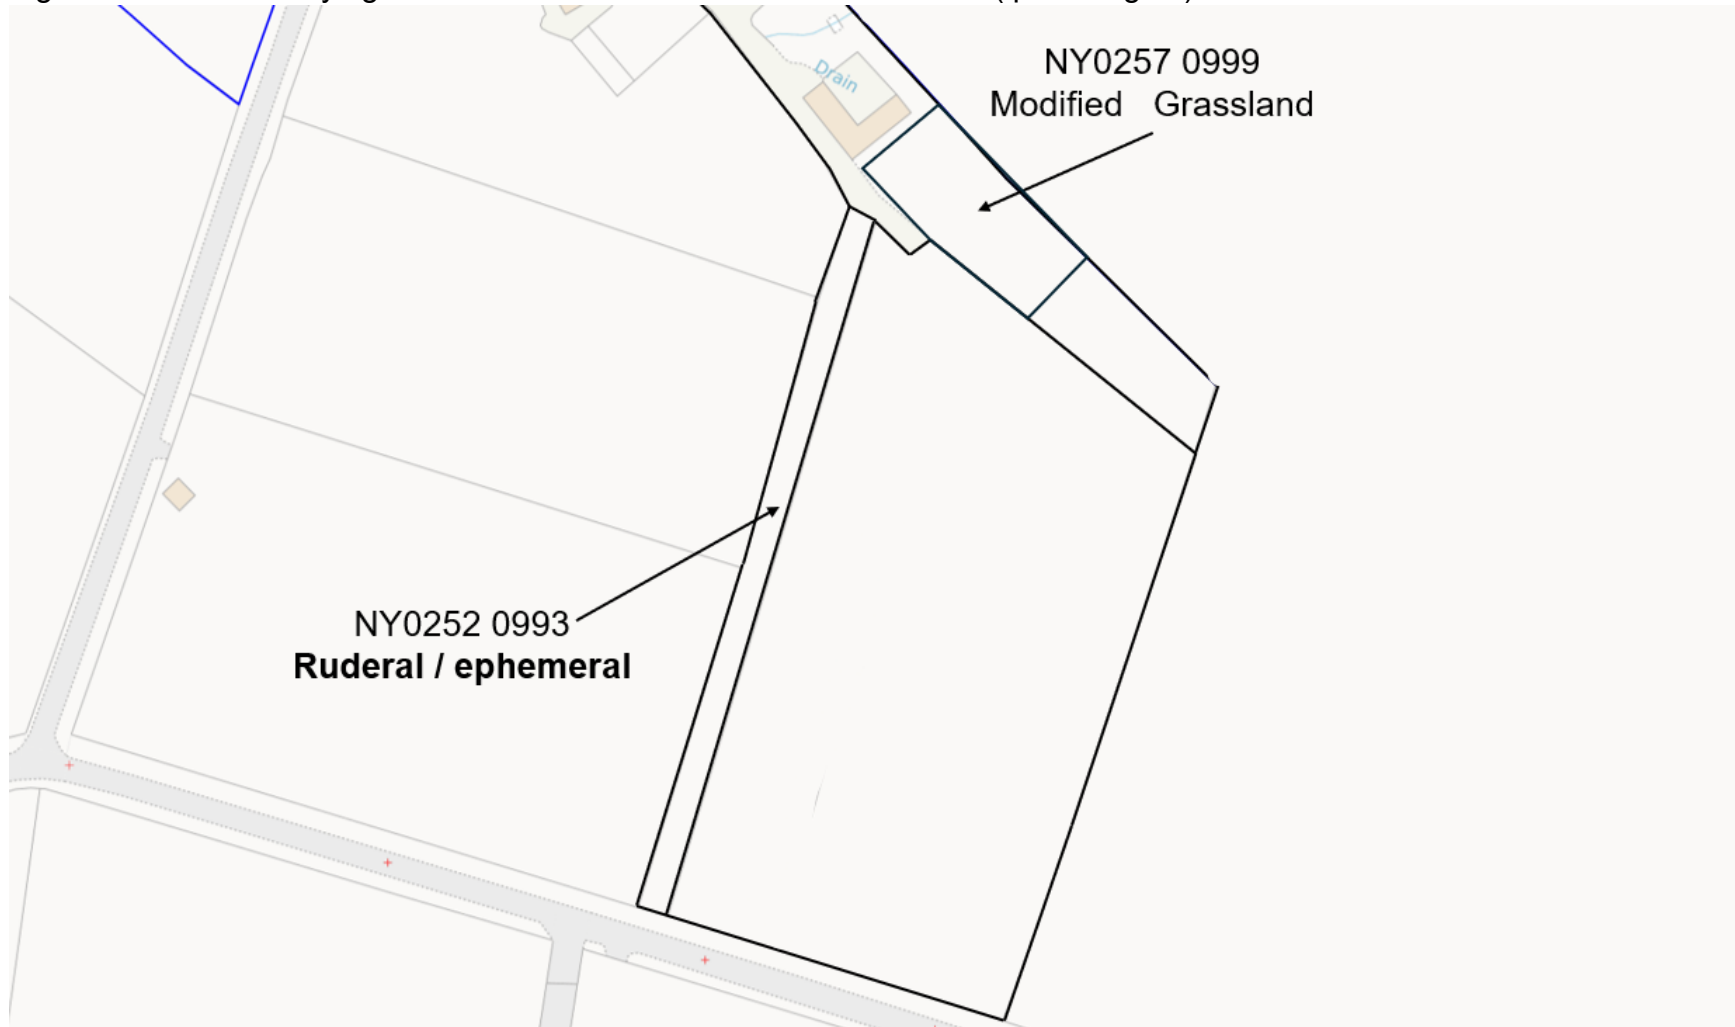 NY0257 0999
Modified Grassland
Drain
NY0252 0993
Ruderal / ephemeral